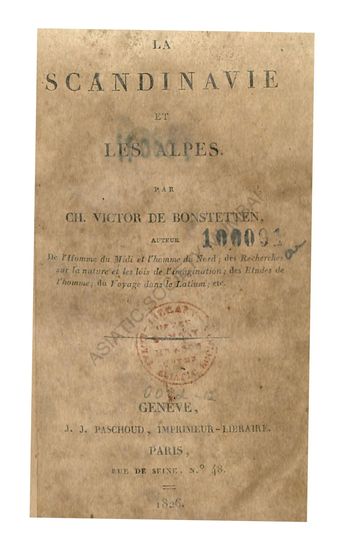 LA
SCANDINAVIE
ET
LES ALPES.
PAR
CH. VICTOR DE BONSTETTEN,
AUTEUR
100091
De l'Homme du Midi et l'homme du Nord; des Recherches
sur la nature et les lois de l'imagination; des Etudes de
l'homme; du Voyage dans le Latium; etc.
GENÈVE,
J. J. PASCHOUD, IMPRIMEUR-LIBRAIRE.
PARIS,
RUE DE SEINE, N.º 48.
1826.